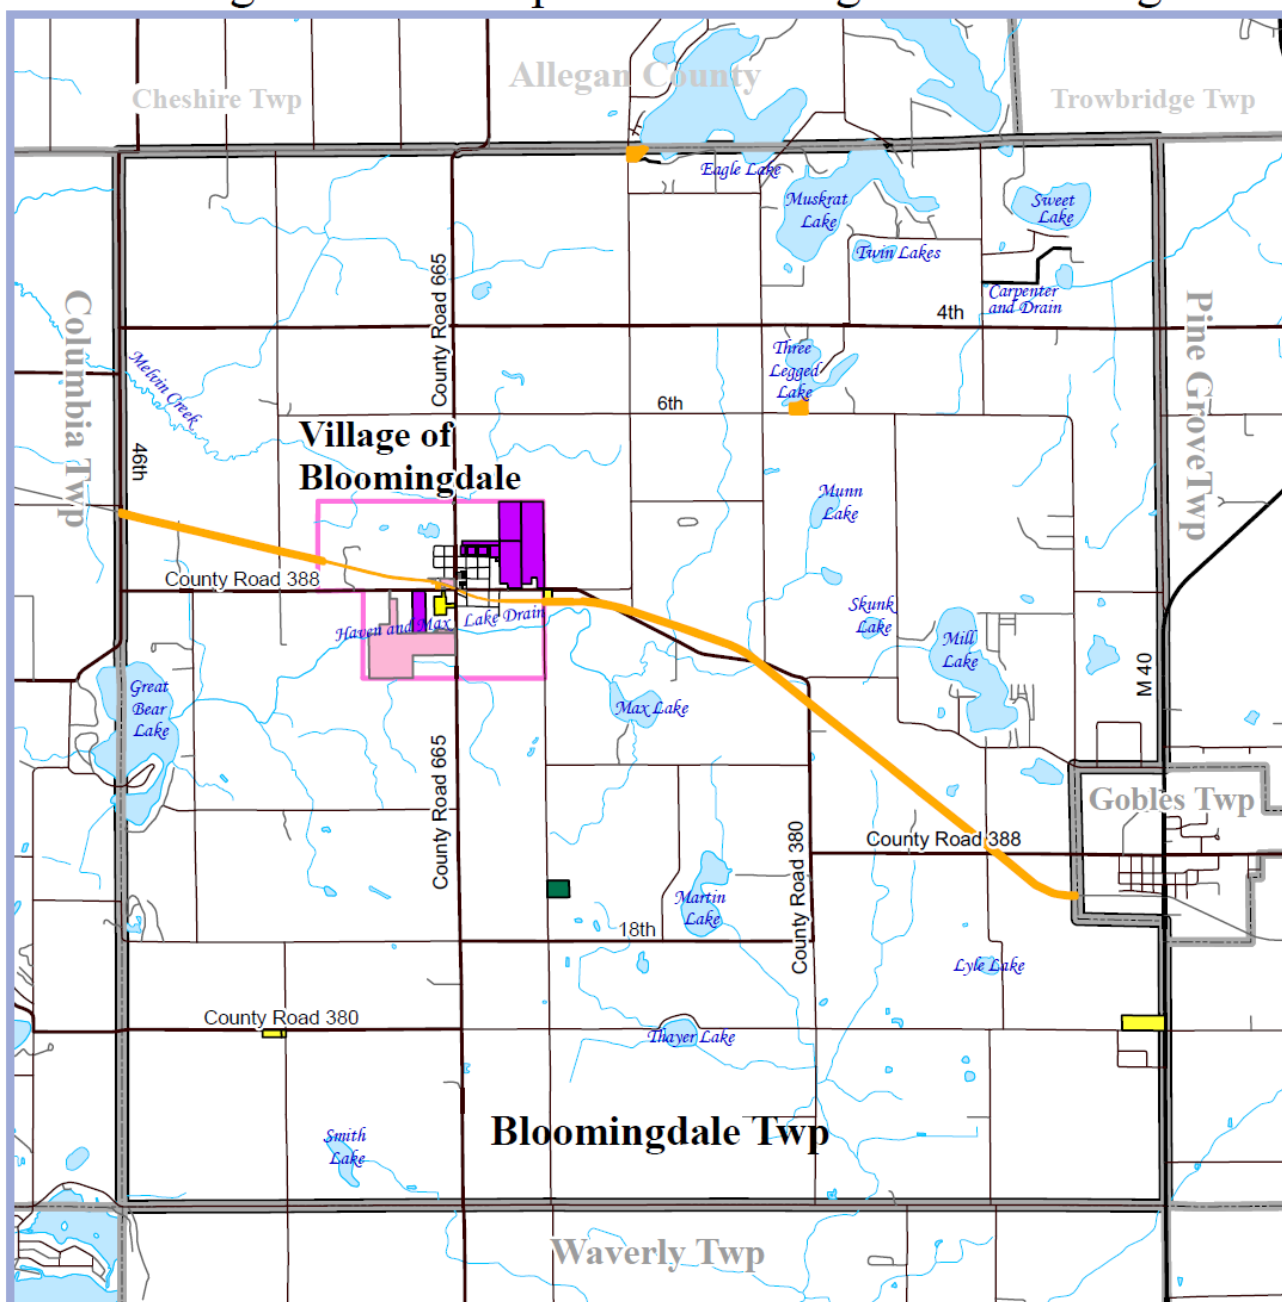 Allegan County
Cheshire Twp
Trowbridge Twp
Eagle Lake
Muskrat
Lake
Sweet
Lake
Twin Lakes
Carpenter
and Drain
County Road 665
4th
Columbia Twp
Pine GroveTwp
Melvin Creek
Three
Legged
Lake
6th
46th
Village of
Bloomingdale
Munn
Lake
County Road 388
Skunk
Lake
Haven and Max Lake Drain
Mill
Lake
M 40
Great
Bear
Lake
Max Lake
County Road 665
Gobles Twp
County Road 380
County Road 388
Martin
Lake
18th
Lyle Lake
County Road 380
Thayer Lake
Bloomingdale Twp
Smith
Lake
Waverly Twp